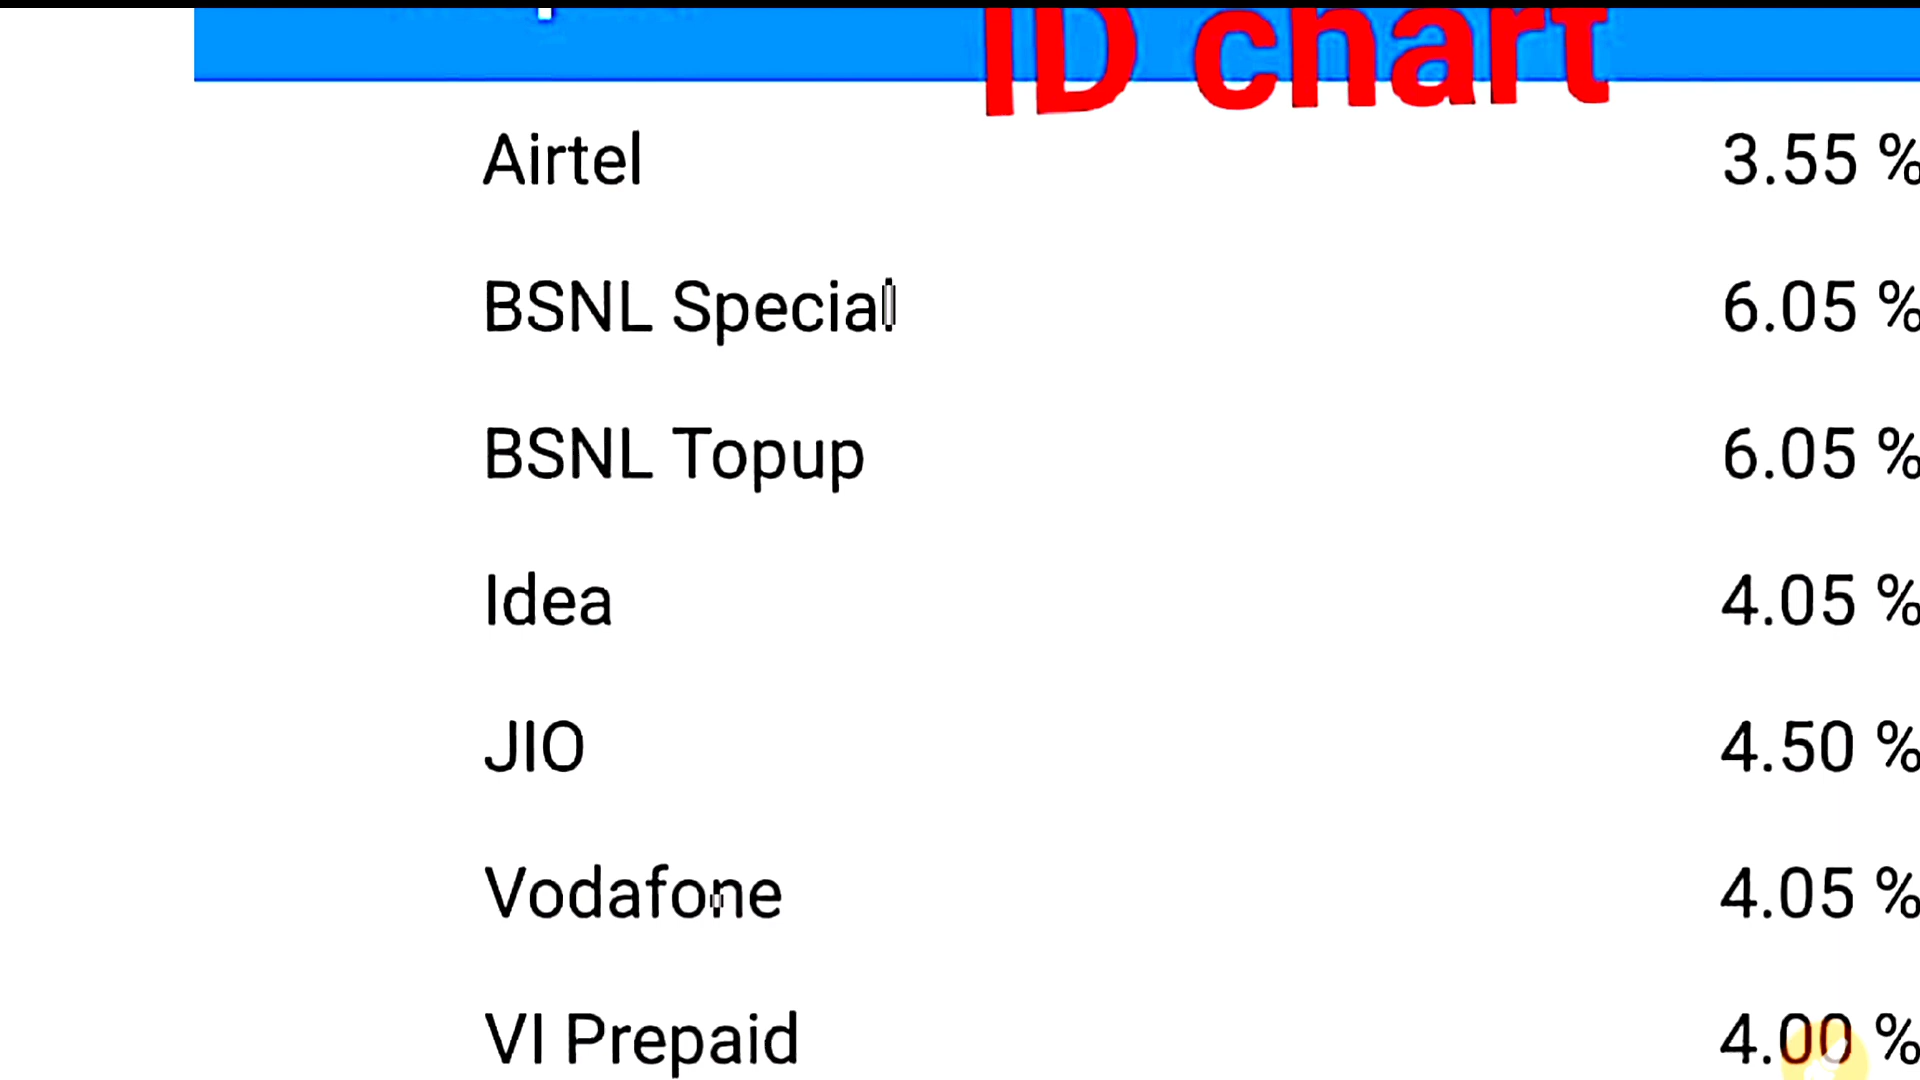 ID chart
Airtel 3.55 %
BSNL Special 6.05 %
BSNL Topup 6.05 %
Idea 4.05 %
JIO 4.50 %
Vodafone 4.05 %
VI Prepaid 4.00 %